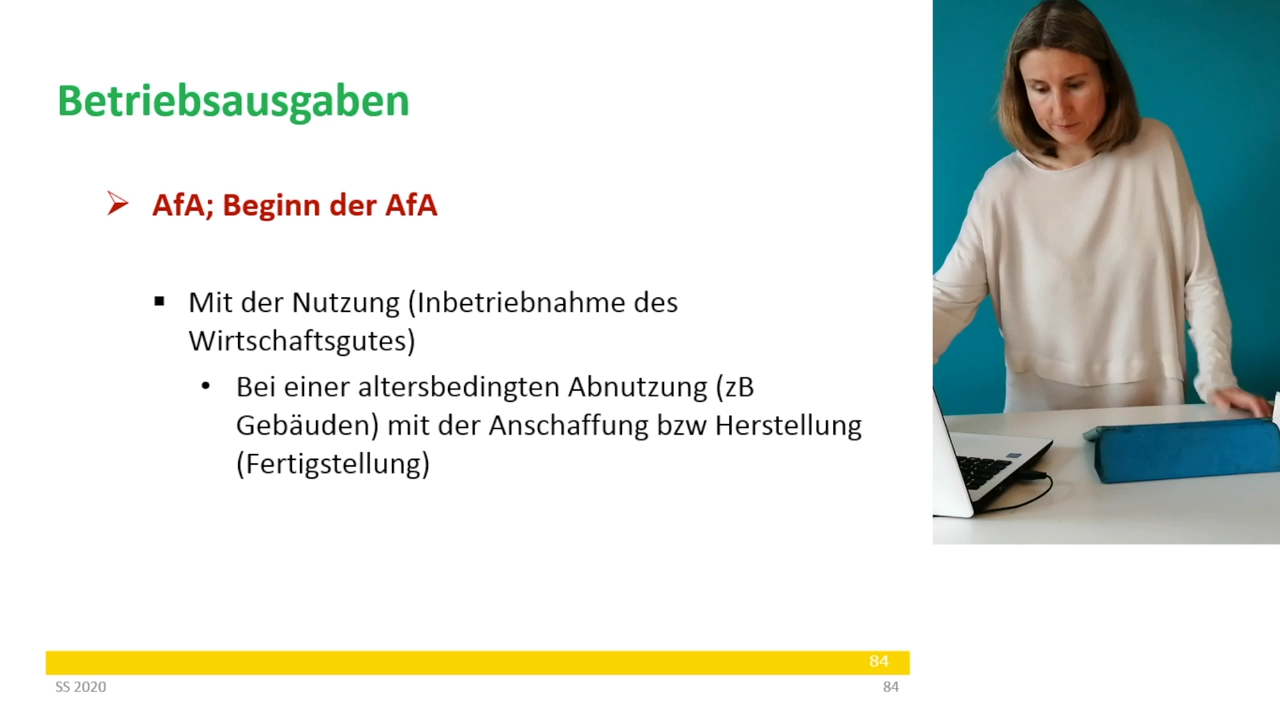 Betriebsausgaben
AfA; Beginn der AfA
Mit der Nutzung (Inbetriebnahme des
Wirtschaftsgutes)
Bei einer altersbedingten Abnutzung (zB
Gebäuden) mit der Anschaffung bzw Herstellung
(Fertigstellung)
84
SS 2020
84